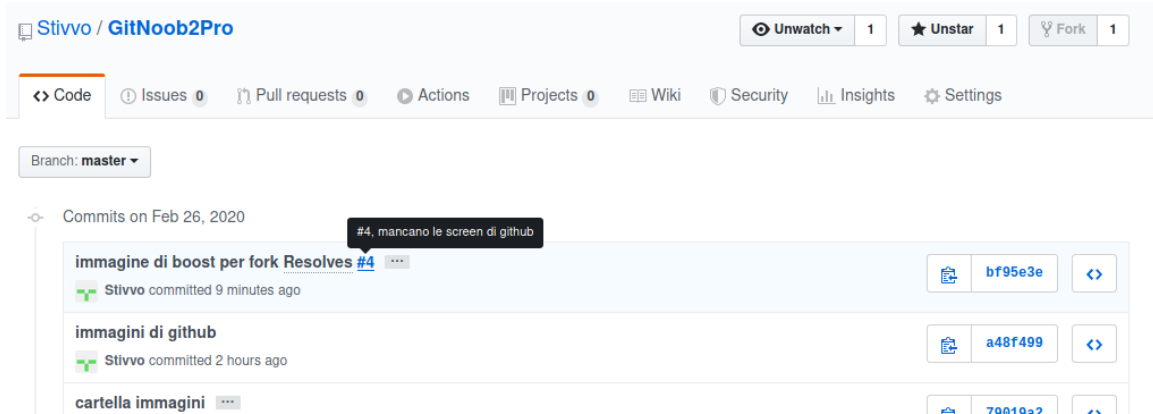 Stivvo / GitNoob2Pro
Unwatch 1 Unstar 1 Fork 1
Code Issues 0 Pull requests 0 Actions Projects 0 Wiki Security Insights Settings
Branch: master
Commits on Feb 26, 2020
#4, mancano le screen di github
immagine di boost per fork Resolves #4 ...
Stivvo committed 9 minutes ago
bf95e3e
immagini di github
Stivvo committed 2 hours ago
a48f499
cartella immagini ...
79019a2